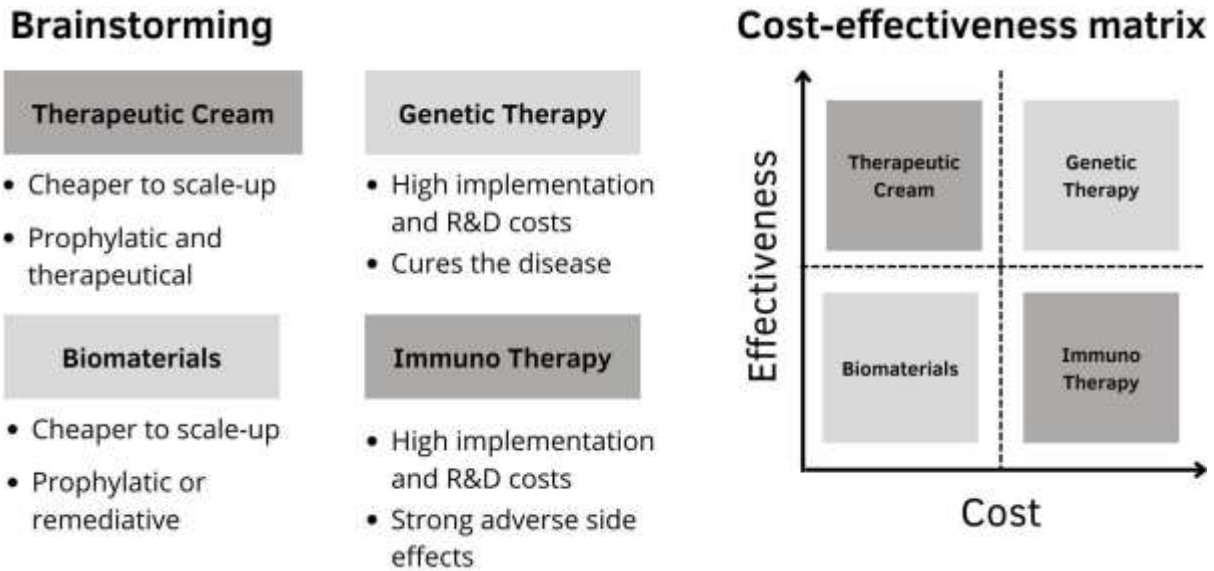 Brainstorming
Therapeutic Cream
• Cheaper to scale-up
• Prophylatic and
therapeutical
Genetic Therapy
• High implementation
and R&D costs
• Cures the disease
Biomaterials
• Cheaper to scale-up
• Prophylatic or
remediative
Immuno Therapy
• High implementation
and R&D costs
• Strong adverse side
effects
Cost-effectiveness matrix
Effectiveness
Therapeutic
Cream
Genetic
Therapy
Biomaterials
Immuno
Therapy
Cost